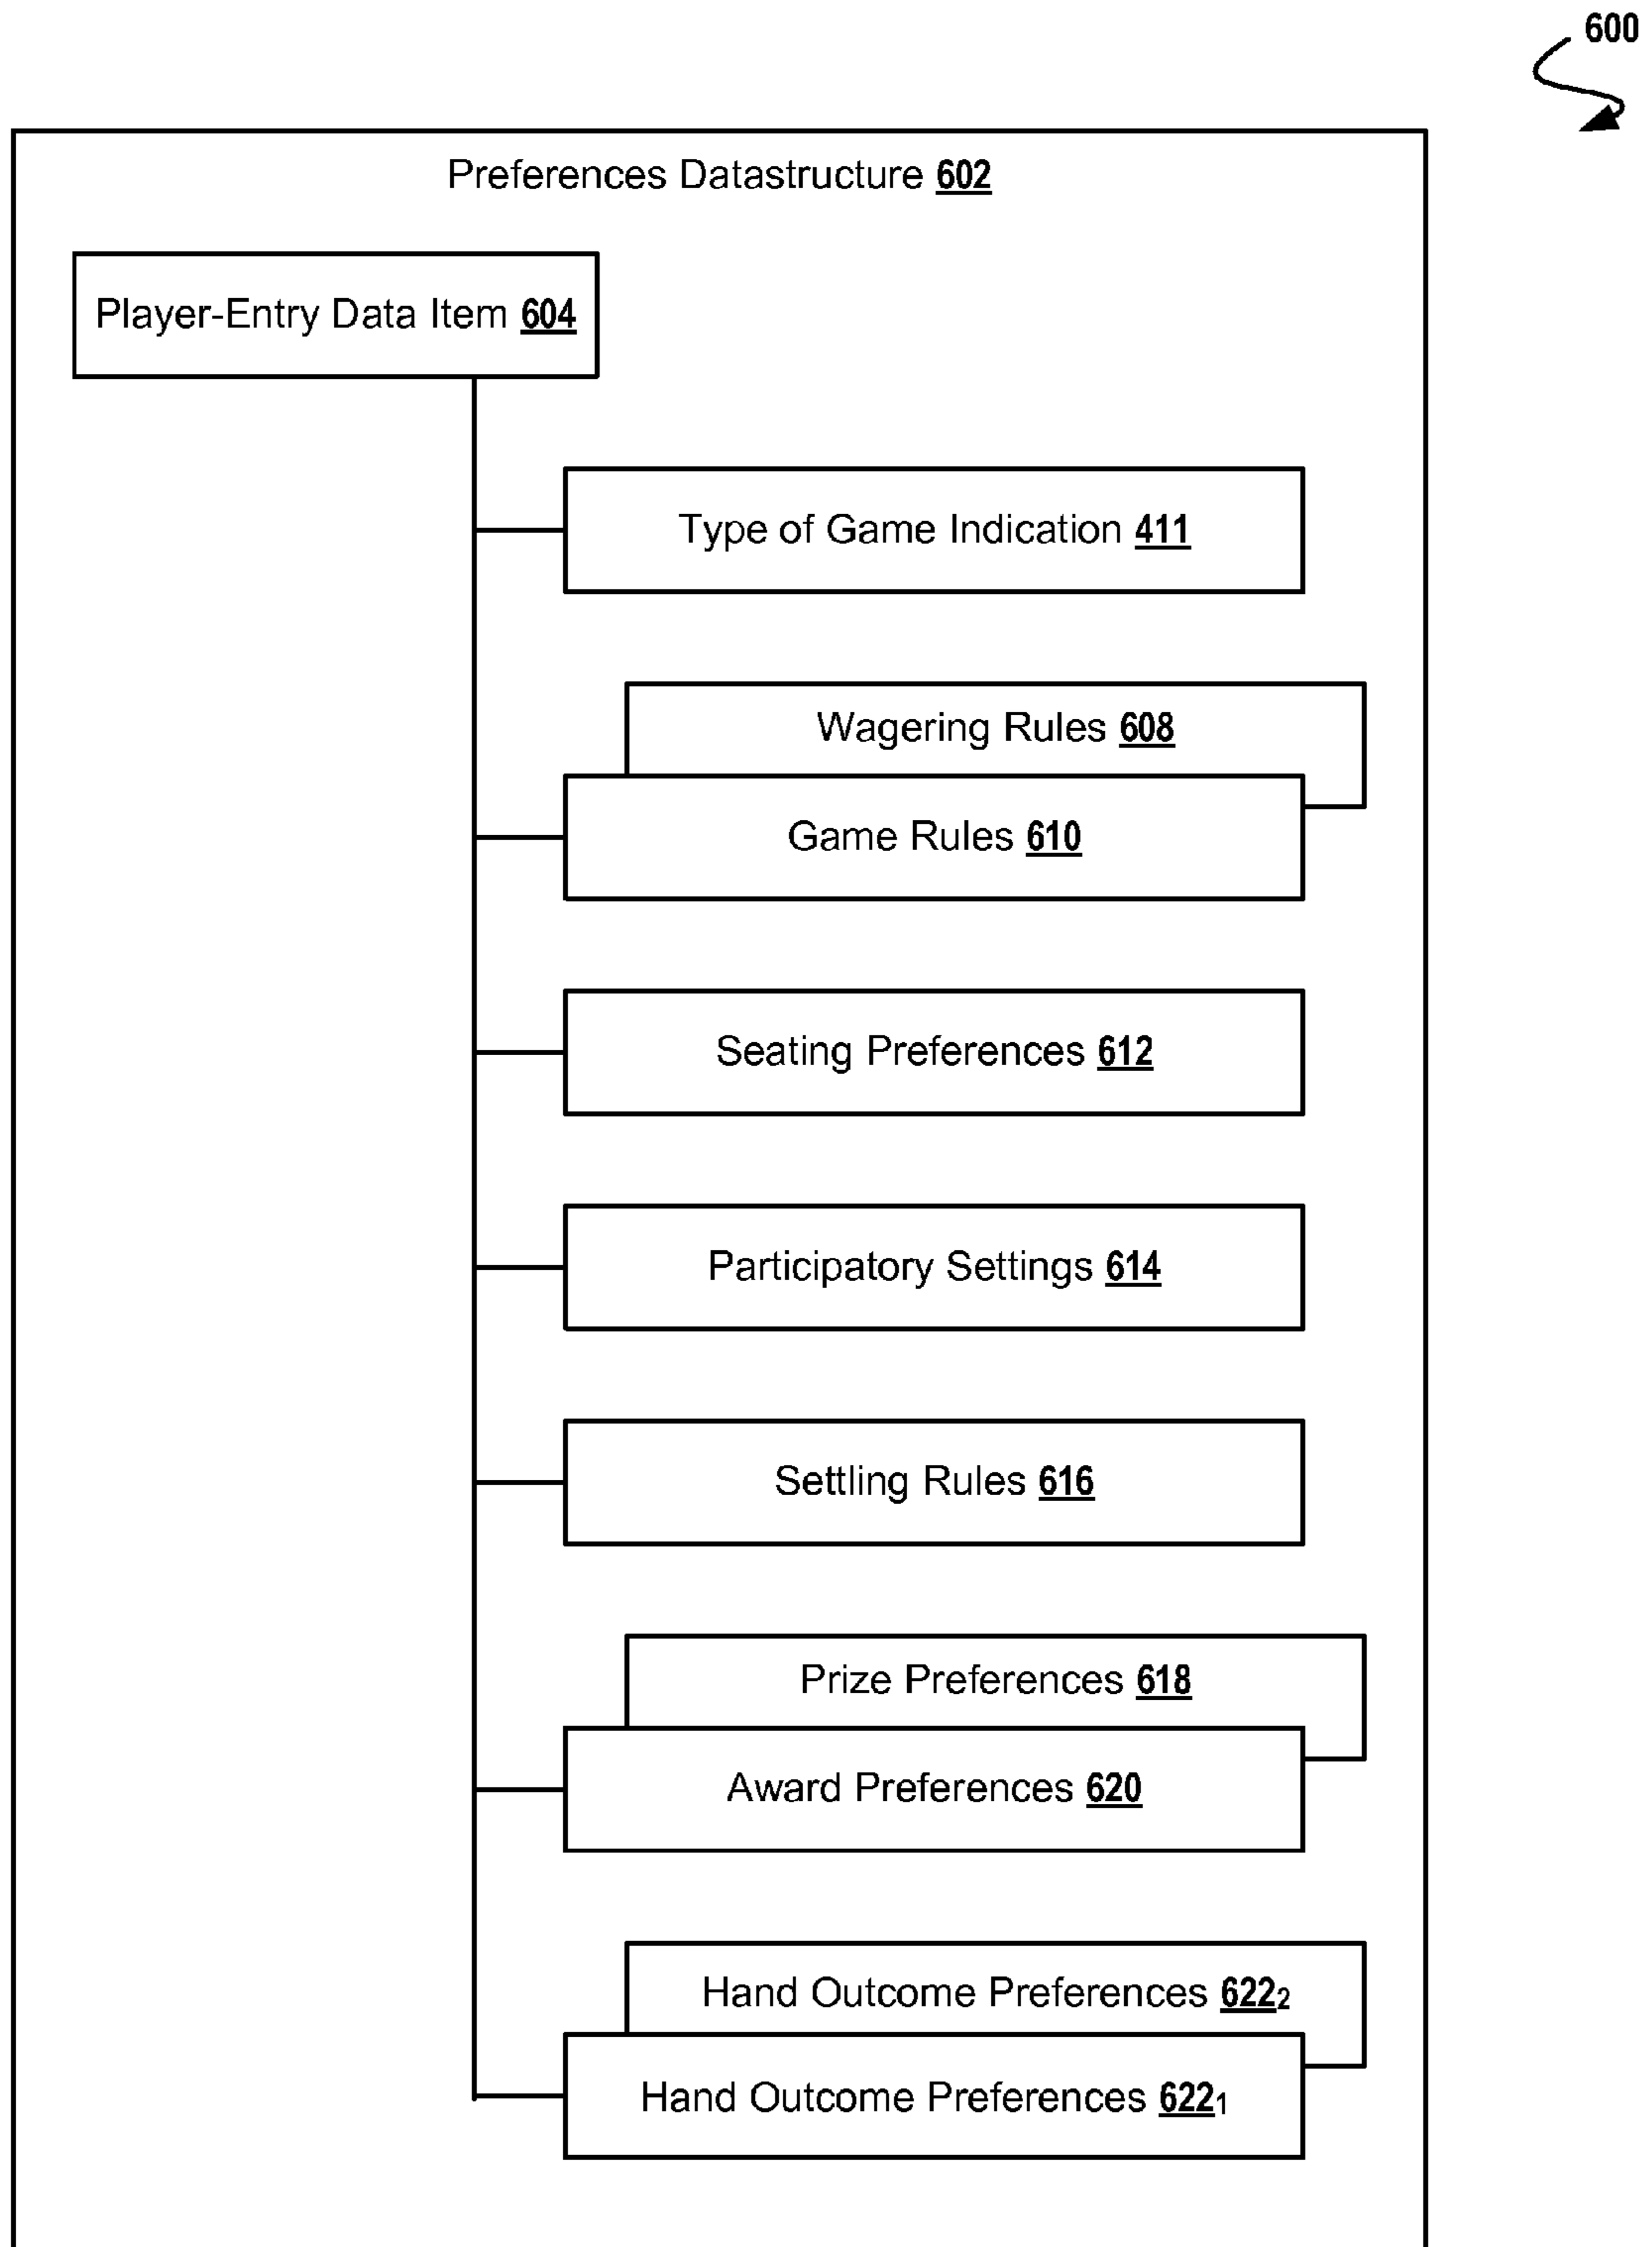 600
Preferences Datastructure 602
Player-Entry Data Item 604
Type of Game Indication 411
Wagering Rules 608
Game Rules 610
Seating Preferences 612
Participatory Settings 614
Settling Rules 616
Prize Preferences 618
Award Preferences 620
Hand Outcome Preferences 622₂
Hand Outcome Preferences 622₁